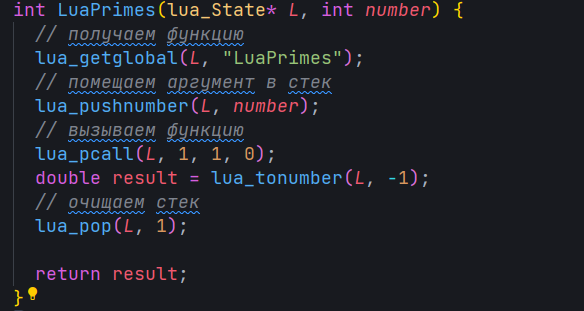 int LuaPrimes(lua_State* L, int number) {
// получаем функцию
lua_getglobal(L, "LuaPrimes");
// помещаем аргумент в стек
lua_pushnumber(L, number);
// вызываем функцию
lua_pcall(L, 1, 1, 0);
double result = lua_tonumber(L, -1);
// очищаем стек
lua_pop(L, 1);
return result;
}